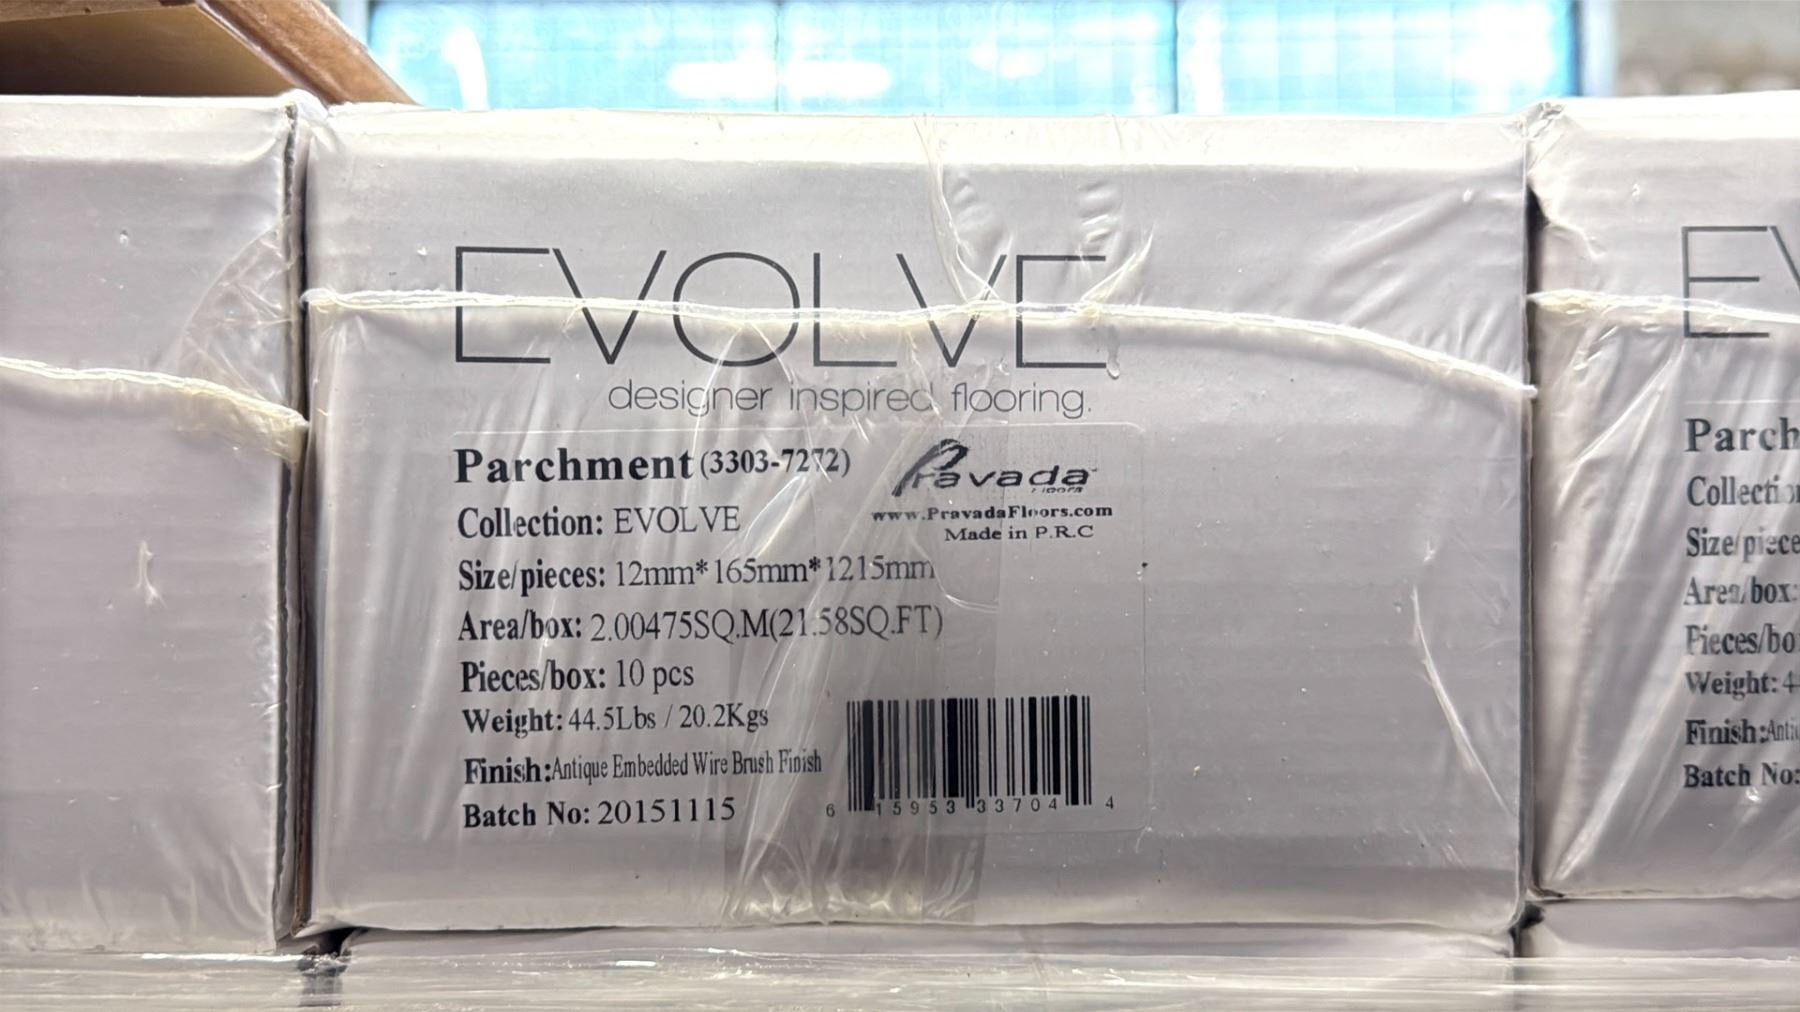 EVOLVE
designer inspired flooring.
Parchment (3303-7272)
Pravada
Floors
www.PravadaFloors.com
Made in P.R.C
Collection: EVOLVE
Size/pieces: 12mm*165mm*1215mm
Area/box: 2.00475SQ.M(21.58SQ.FT)
Pieces/box: 10 pcs
Weight: 44.5Lbs / 20.2Kgs
Finish:Antique Embedded Wire Brush Finish
Batch No: 20151115
6 15953 33704 4
EV
Parch
Collection
Size/piece
Area/box:
Pieces/bo
Weight: 4
Finish:Anti
Batch No: